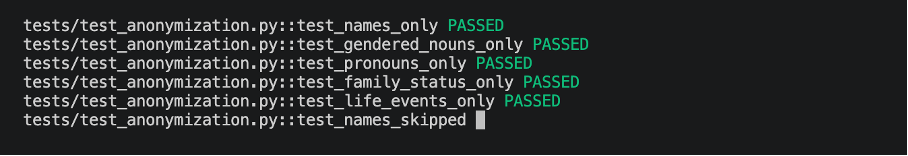 tests/test_anonymization.py::test_names_only PASSED
tests/test_anonymization.py::test_gendered_nouns_only PASSED
tests/test_anonymization.py::test_pronouns_only PASSED
tests/test_anonymization.py::test_family_status_only PASSED
tests/test_anonymization.py::test_life_events_only PASSED
tests/test_anonymization.py::test_names_skipped